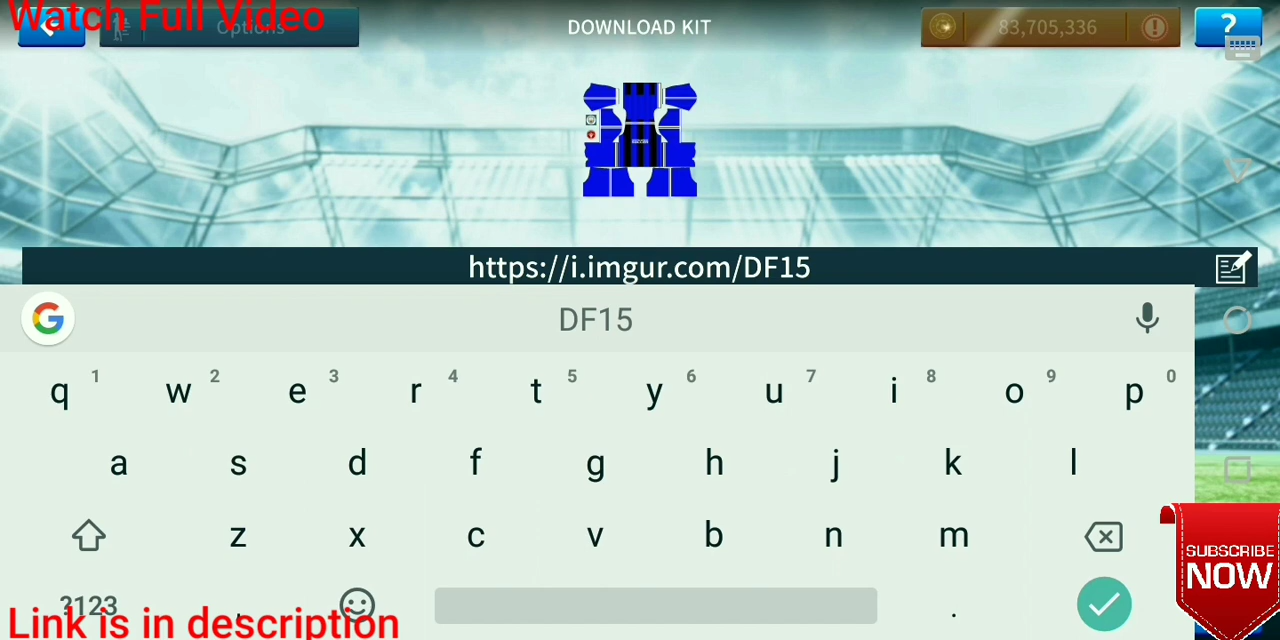 Watch Full Video
Options
DOWNLOAD KIT
83,705,336
?
https://i.imgur.com/DF15
DF15
q 1 w 2 e 3 r 4 t 5 y 6 u 7 i 8 o 9 p 0
a s d f g h j k l
z x c v b n m
?123 , .
Link is in description
SUBSCRIBE
NOW